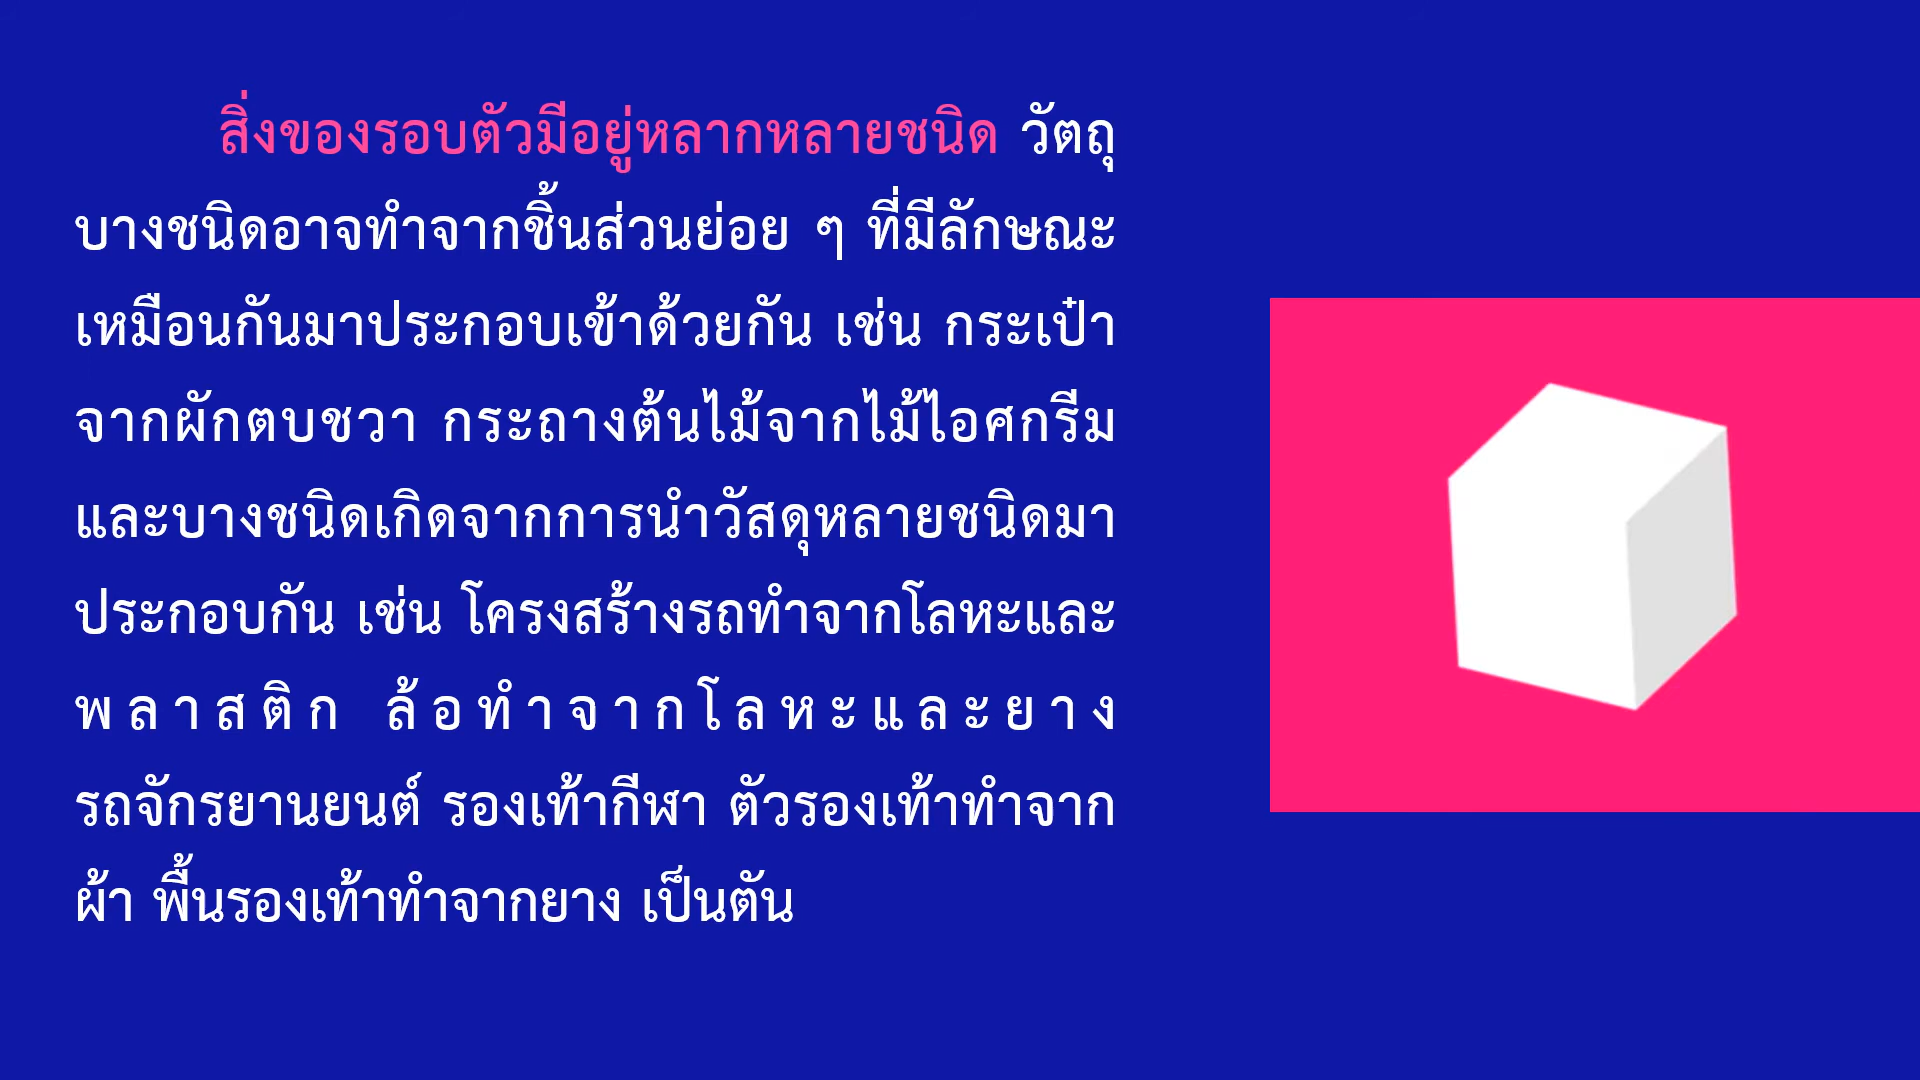 สิ่งของรอบตัวมีอยู่หลากหลายชนิด วัตถุ
บางชนิดอาจทำจากชิ้นส่วนย่อย ๆ ที่มีลักษณะ
เหมือนกันมาประกอบเข้าด้วยกัน เช่น กระเป๋า
จากผักตบชวา กระถางต้นไม้จากไม้ไอศกรีม
และบางชนิดเกิดจากการนำวัสดุหลายชนิดมา
ประกอบกัน เช่น โครงสร้างรถทำจากโลหะและ
พลาสติก ล้อทำจากโลหะและยาง
รถจักรยานยนต์ รองเท้ากีฬา ตัวรองเท้าทำจาก
ผ้า พื้นรองเท้าทำจากยาง เป็นตัน